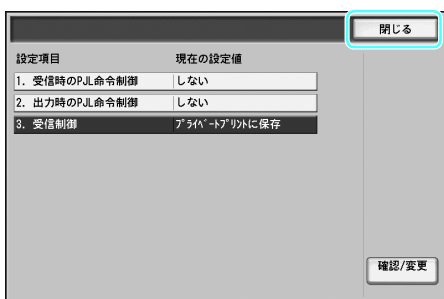 閉じる
設定項目 現在の設定値
1. 受信時のPJL命令制御 しない
2. 出力時のPJL命令制御 しない
3. 受信制御 ﾌﾟﾗｲﾍﾞｰﾄﾌﾟﾘﾝﾄに保存
確認/変更